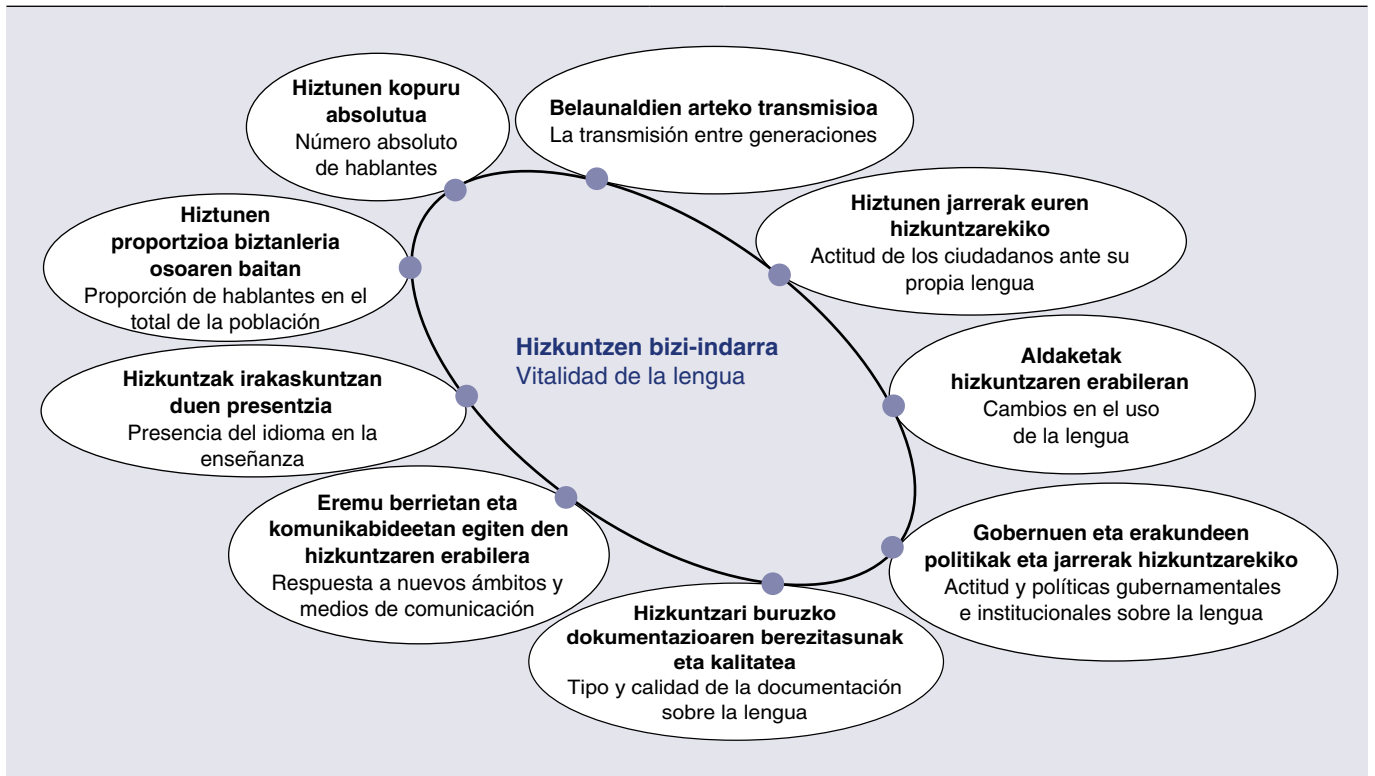 Hiztunen kopuru
absolutua
Número absoluto
de hablantes
Belaunaldien arteko transmisioa
La transmisión entre generaciones
Hiztunen jarrerak euren
hizkuntzarekiko
Actitud de los ciudadanos ante su
propia lengua
Aldaketak
hizkuntzaren erabileran
Cambios en el uso
de la lengua
Gobernuen eta erakundeen
politikak eta jarrerak hizkuntzarekiko
Actitud y políticas gubernamentales
e institucionales sobre la lengua
Hizkuntzari buruzko
dokumentazioaren berezitasunak
eta kalitatea
Tipo y calidad de la documentación
sobre la lengua
Eremu berrietan eta
komunikabideetan egiten den
hizkuntzaren erabilera
Respuesta a nuevos ámbitos y
medios de comunicación
Hizkuntzak irakaskuntzan
duen presentzia
Presencia del idioma en la
enseñanza
Hiztunen
proportzioa biztanleria
osoaren baitan
Proporción de hablantes en el
total de la población
Hizkuntzen bizi-indarra
Vitalidad de la lengua